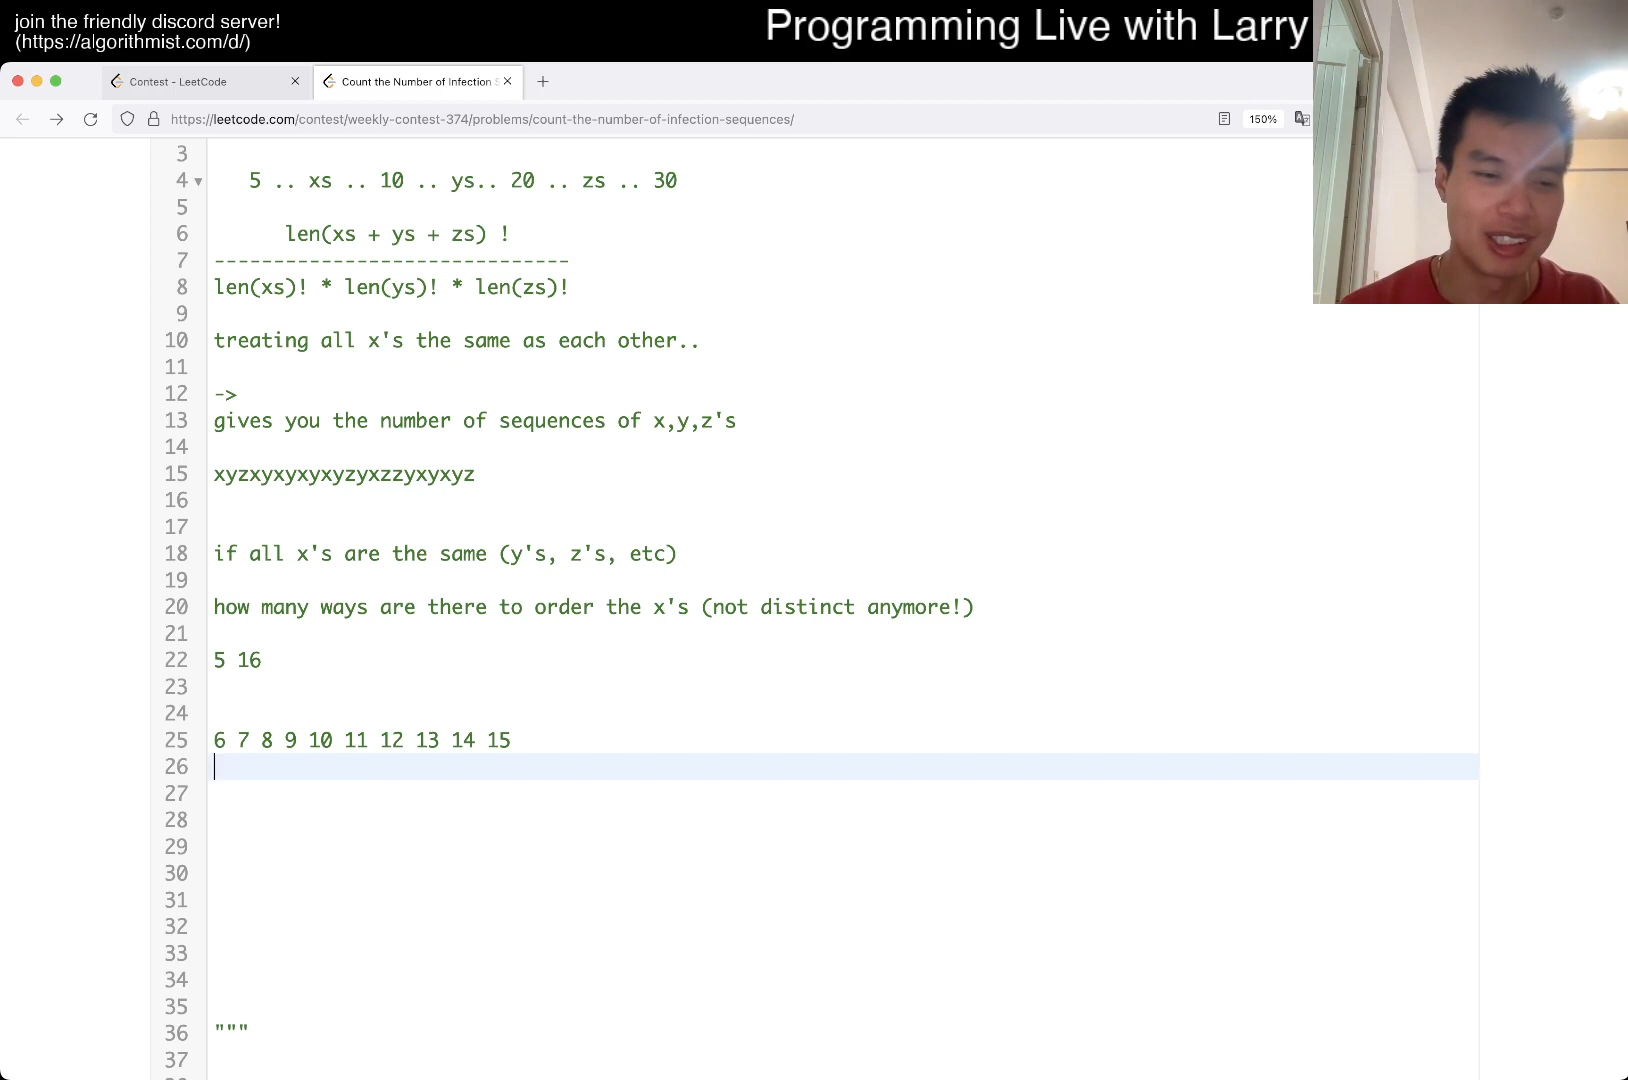 join the friendly discord server!
(https://algorithmist.com/d/)
Programming Live with Larry
Contest - LeetCode
Count the Number of Infection S
https://leetcode.com/contest/weekly-contest-374/problems/count-the-number-of-infection-sequences/
150%
3
4 5 .. xs .. 10 .. ys.. 20 .. zs .. 30
5
6 len(xs + ys + zs) !
7 ------------------------------
8 len(xs)! * len(ys)! * len(zs)!
9
10 treating all x's the same as each other..
11
12 ->
13 gives you the number of sequences of x,y,z's
14
15 xyzxyxyxyxyzyxzzyxyxyz
16
17
18 if all x's are the same (y's, z's, etc)
19
20 how many ways are there to order the x's (not distinct anymore!)
21
22 5 16
23
24
25 6 7 8 9 10 11 12 13 14 15
26
27
28
29
30
31
32
33
34
35
36 """
37